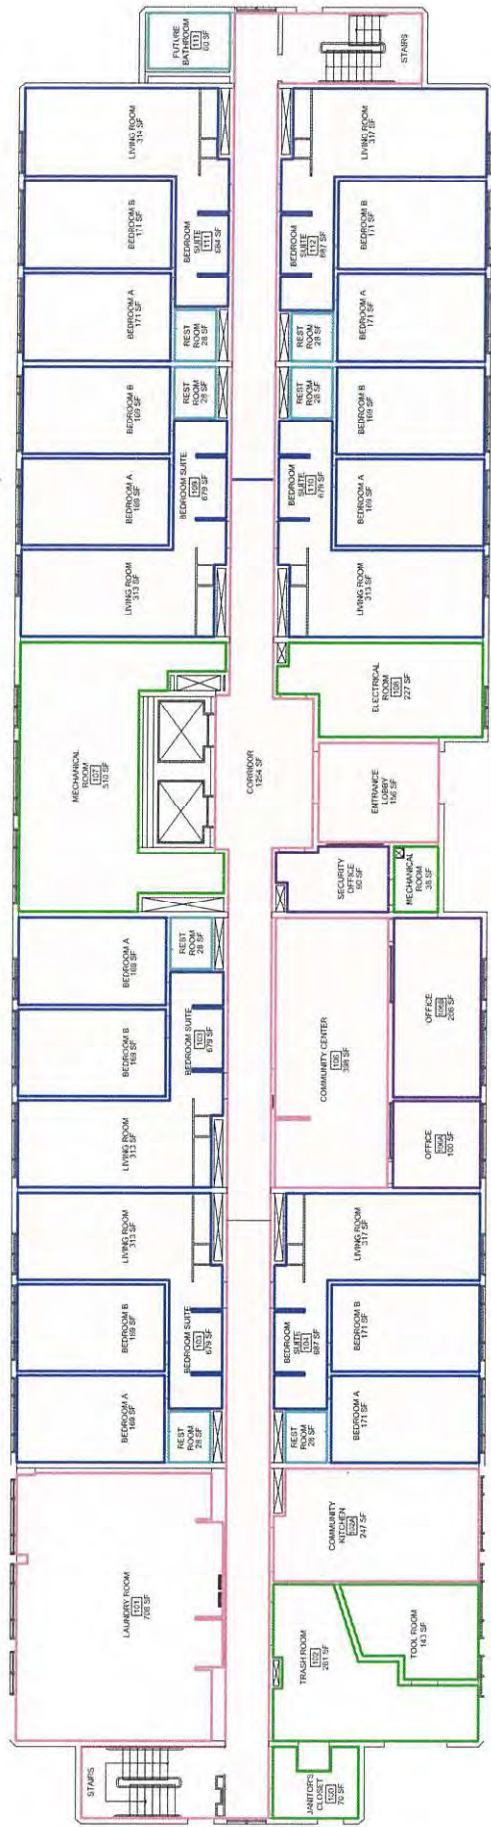 FUTURE
BATHROOM
113
60 SF
STAIRS
LIVING ROOM
314 SF
BEDROOM B
171 SF
BEDROOM A
171 SF
BEDROOM
SUITE
111
684 SF
REST
ROOM
28 SF
LIVING ROOM
317 SF
BEDROOM B
171 SF
BEDROOM A
171 SF
BEDROOM
SUITE
112
687 SF
REST
ROOM
28 SF
BEDROOM B
169 SF
BEDROOM A
169 SF
LIVING ROOM
313 SF
REST
ROOM
28 SF
BEDROOM SUITE
109
679 SF
REST
ROOM
28 SF
BEDROOM
SUITE
110
679 SF
BEDROOM B
169 SF
BEDROOM A
169 SF
LIVING ROOM
313 SF
MECHANICAL
ROOM
107
510 SF
CORRIDOR
1254 SF
ELECTRICAL
ROOM
108
227 SF
ENTRANCE
LOBBY
156 SF
SECURITY
OFFICE
90 SF
MECHANICAL
ROOM
36 SF
BEDROOM A
169 SF
BEDROOM B
169 SF
LIVING ROOM
313 SF
REST
ROOM
28 SF
BEDROOM SUITE
679 SF
COMMUNITY CENTER
106
398 SF
OFFICE
106B
206 SF
OFFICE
106A
100 SF
LIVING ROOM
313 SF
BEDROOM B
169 SF
BEDROOM A
169 SF
BEDROOM SUITE
103
679 SF
REST
ROOM
28 SF
LIVING ROOM
317 SF
BEDROOM B
171 SF
BEDROOM A
171 SF
BEDROOM
SUITE
104
687 SF
REST
ROOM
28 SF
LAUNDRY ROOM
101
708 SF
COMMUNITY
KITCHEN
102A
247 SF
TRASH ROOM
102
261 SF
TOOL ROOM
143 SF
STAIRS
JANITOR'S
CLOSET
100
70 SF